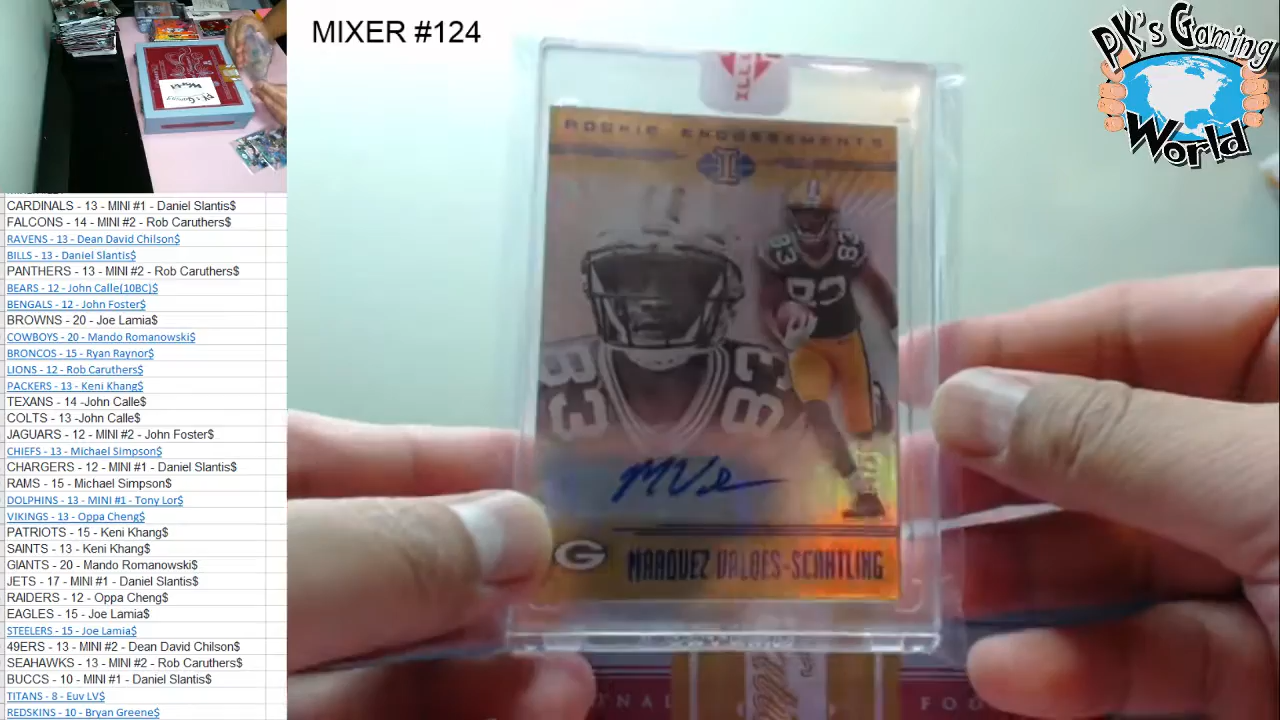 MIXER #124
PK's Gaming
World
CARDINALS - 13 - MINI #1 - Daniel Slantis$
FALCONS - 14 - MINI #2 - Rob Caruthers$
RAVENS - 13 - Dean David Chilson$
BILLS - 13 - Daniel Slantis$
PANTHERS - 13 - MINI #2 - Rob Caruthers$
BEARS - 12 - John Calle(10BC)$
BENGALS - 12 - John Foster$
BROWNS - 20 - Joe Lamia$
COWBOYS - 20 - Mando Romanowski$
BRONCOS - 15 - Ryan Raynor$
LIONS - 12 - Rob Caruthers$
PACKERS - 13 - Keni Khang$
TEXANS - 14 -John Calle$
COLTS - 13 -John Calle$
JAGUARS - 12 - MINI #2 - John Foster$
CHIEFS - 13 - Michael Simpson$
CHARGERS - 12 - MINI #1 - Daniel Slantis$
RAMS - 15 - Michael Simpson$
DOLPHINS - 13 - MINI #1 - Tony Lor$
VIKINGS - 13 - Oppa Cheng$
PATRIOTS - 15 - Keni Khang$
SAINTS - 13 - Keni Khang$
GIANTS - 20 - Mando Romanowski$
JETS - 17 - MINI #1 - Daniel Slantis$
RAIDERS - 12 - Oppa Cheng$
EAGLES - 15 - Joe Lamia$
STEELERS - 15 - Joe Lamia$
49ERS - 13 - MINI #2 - Dean David Chilson$
SEAHAWKS - 13 - MINI #2 - Rob Caruthers$
BUCCS - 10 - MINI #1 - Daniel Slantis$
TITANS - 8 - Euv LV$
REDSKINS - 10 - Bryan Greene$
ROOKIE ENDORSEMENTS
I
83 83
83
83
G
MARQUEZ VALDES-SCANTLING